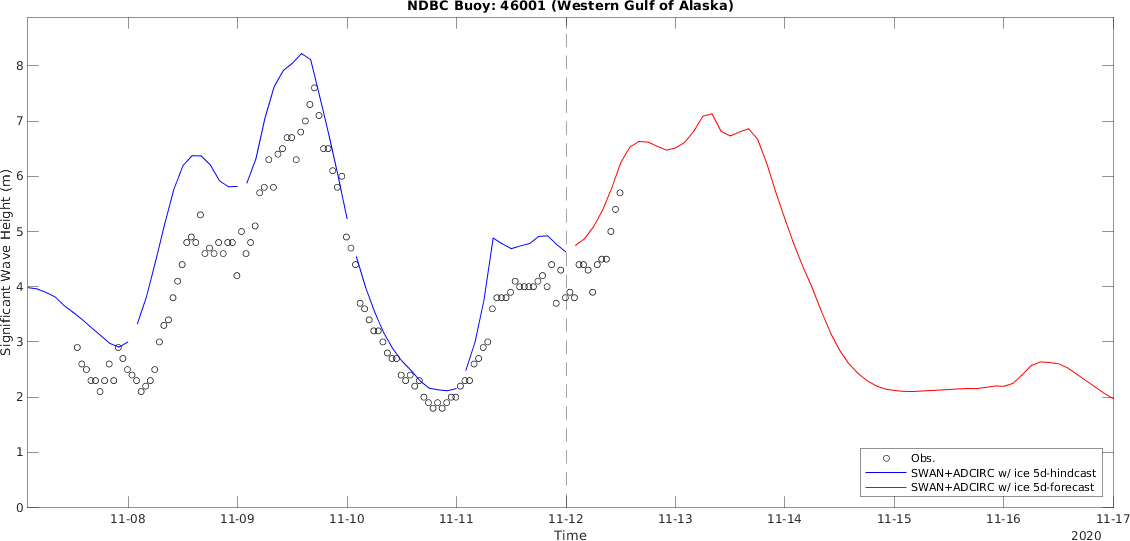 NDBC Buoy: 46001 (Western Gulf of Alaska)
Significant Wave Height (m)
8
7
6
5
4
3
2
1
0
Obs.
SWAN+ADCIRC w/ ice 5d-hindcast
SWAN+ADCIRC w/ ice 5d-forecast
11-08 11-09 11-10 11-11 11-12 11-13 11-14 11-15 11-16 11-17
Time
2020